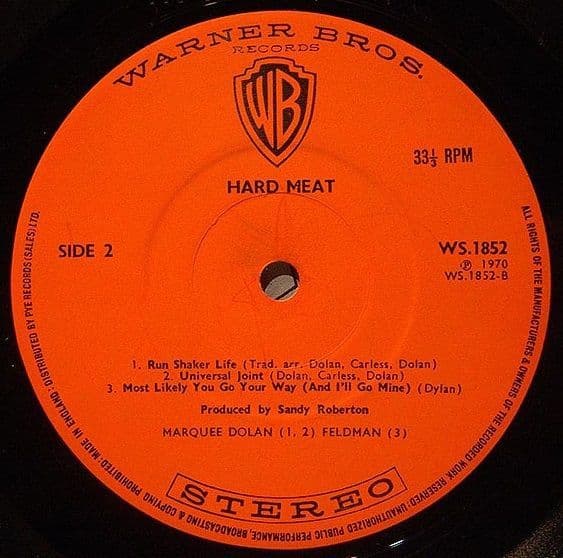 WARNER BROS.
RECORDS
WB
33⅓ RPM
HARD MEAT
SIDE 2
WS.1852
Ⓟ 1970
WS.1852-B
1. Run Shaker Life (Trad. arr. Dolan, Carless, Dolan)
2. Universal Joint (Dolan, Carless, Dolan)
3. Most Likely You Go Your Way (And I'll Go Mine) (Dylan)
Produced by Sandy Roberton
MARQUEE DOLAN (1, 2) FELDMAN (3)
STEREO
ALL RIGHTS OF THE MANUFACTURERS & OWNERS OF THE RECORDED WORK RESERVED: UNAUTHORIZED PUBLIC PERFORMANCE, BROADCASTING & COPYING PROHIBITED: MADE IN ENGLAND: DISTRIBUTED BY PYE RECORDS (SALES) LTD.